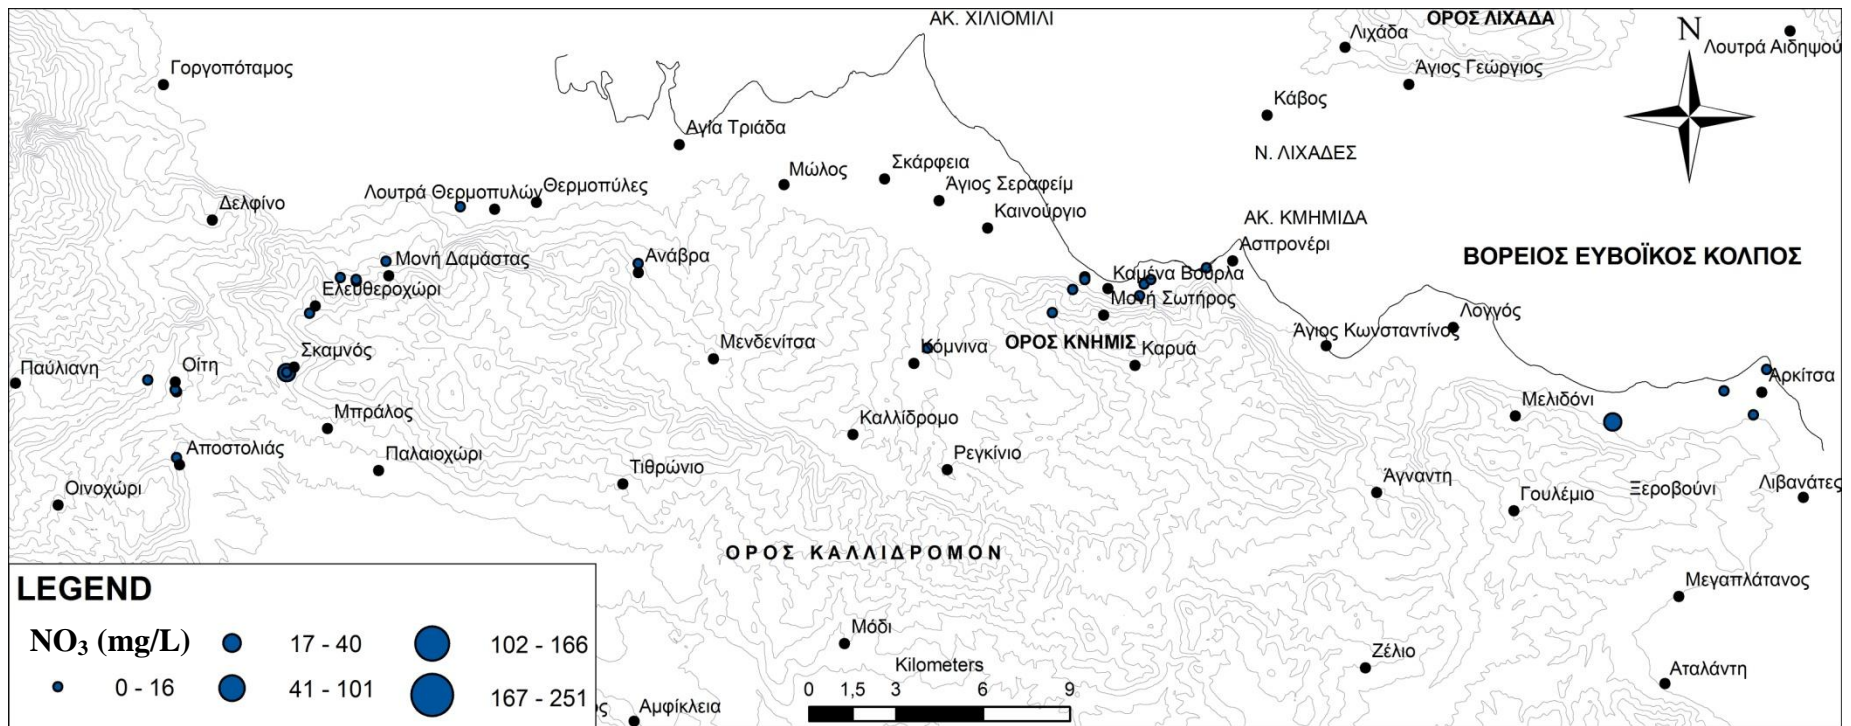 ΑΚ. ΧΙΛΙΟΜΙΛΙ
ΟΡΟΣ ΛΙΧΑΔΑ
Λιχάδα
N
Λουτρά Αιδηψού
Γοργοπόταμος
Άγιος Γεώργιος
Κάβος
Αγία Τριάδα
Ν. ΛΙΧΑΔΕΣ
Μώλος
Σκάρφεια
Άγιος Σεραφείμ
Λουτρά Θερμοπυλών
Θερμοπύλες
Δελφίνο
Καινούργιο
ΑΚ. ΚΜΗΜΙΔΑ
Ασπρονέρι
ΒΟΡΕΙΟΣ ΕΥΒΟΪΚΟΣ ΚΟΛΠΟΣ
Μονή Δαμάστας
Ανάβρα
Καμένα Βούρλα
Ελευθεροχώρι
Μονή Σωτήρος
Λογγός
Άγιος Κωνσταντίνος
Σκαμνός
Μενδενίτσα
Κόμνινα
ΟΡΟΣ ΚΝΗΜΙΣ
Καρυά
Παύλιανη
Οίτη
Αρκίτσα
Μελιδόνι
Μπράλος
Καλλίδρομο
Αποστολιάς
Παλαιοχώρι
Τιθρώνιο
Ρεγκίνιο
Άγναντη
Οινοχώρι
Γουλέμιο
Ξεροβούνι
Λιβανάτες
ΟΡΟΣ ΚΑΛΛΙΔΡΟΜΟΝ
Μεγαπλάτανος
Μόδι
Ζέλιο
Αταλάντη
Αμφίκλεια
ος
Kilometers
0 1,5 3 6 9
LEGEND
NO₃ (mg/L)
0 - 16
17 - 40
41 - 101
102 - 166
167 - 251